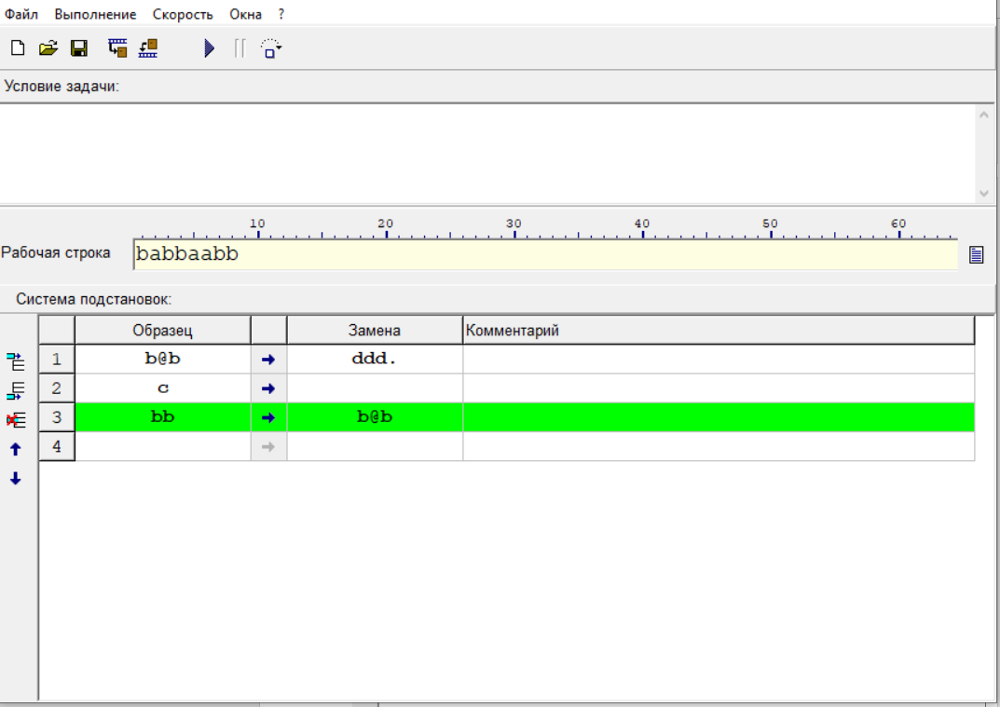 Файл Выполнение Скорость Окна ?
Условие задачи:
10 20 30 40 50 60
Рабочая строка babbaabb
Система подстановок:
Образец Замена Комментарий
1 b@b → ddd.
2 c →
3 bb → b@b
4 →